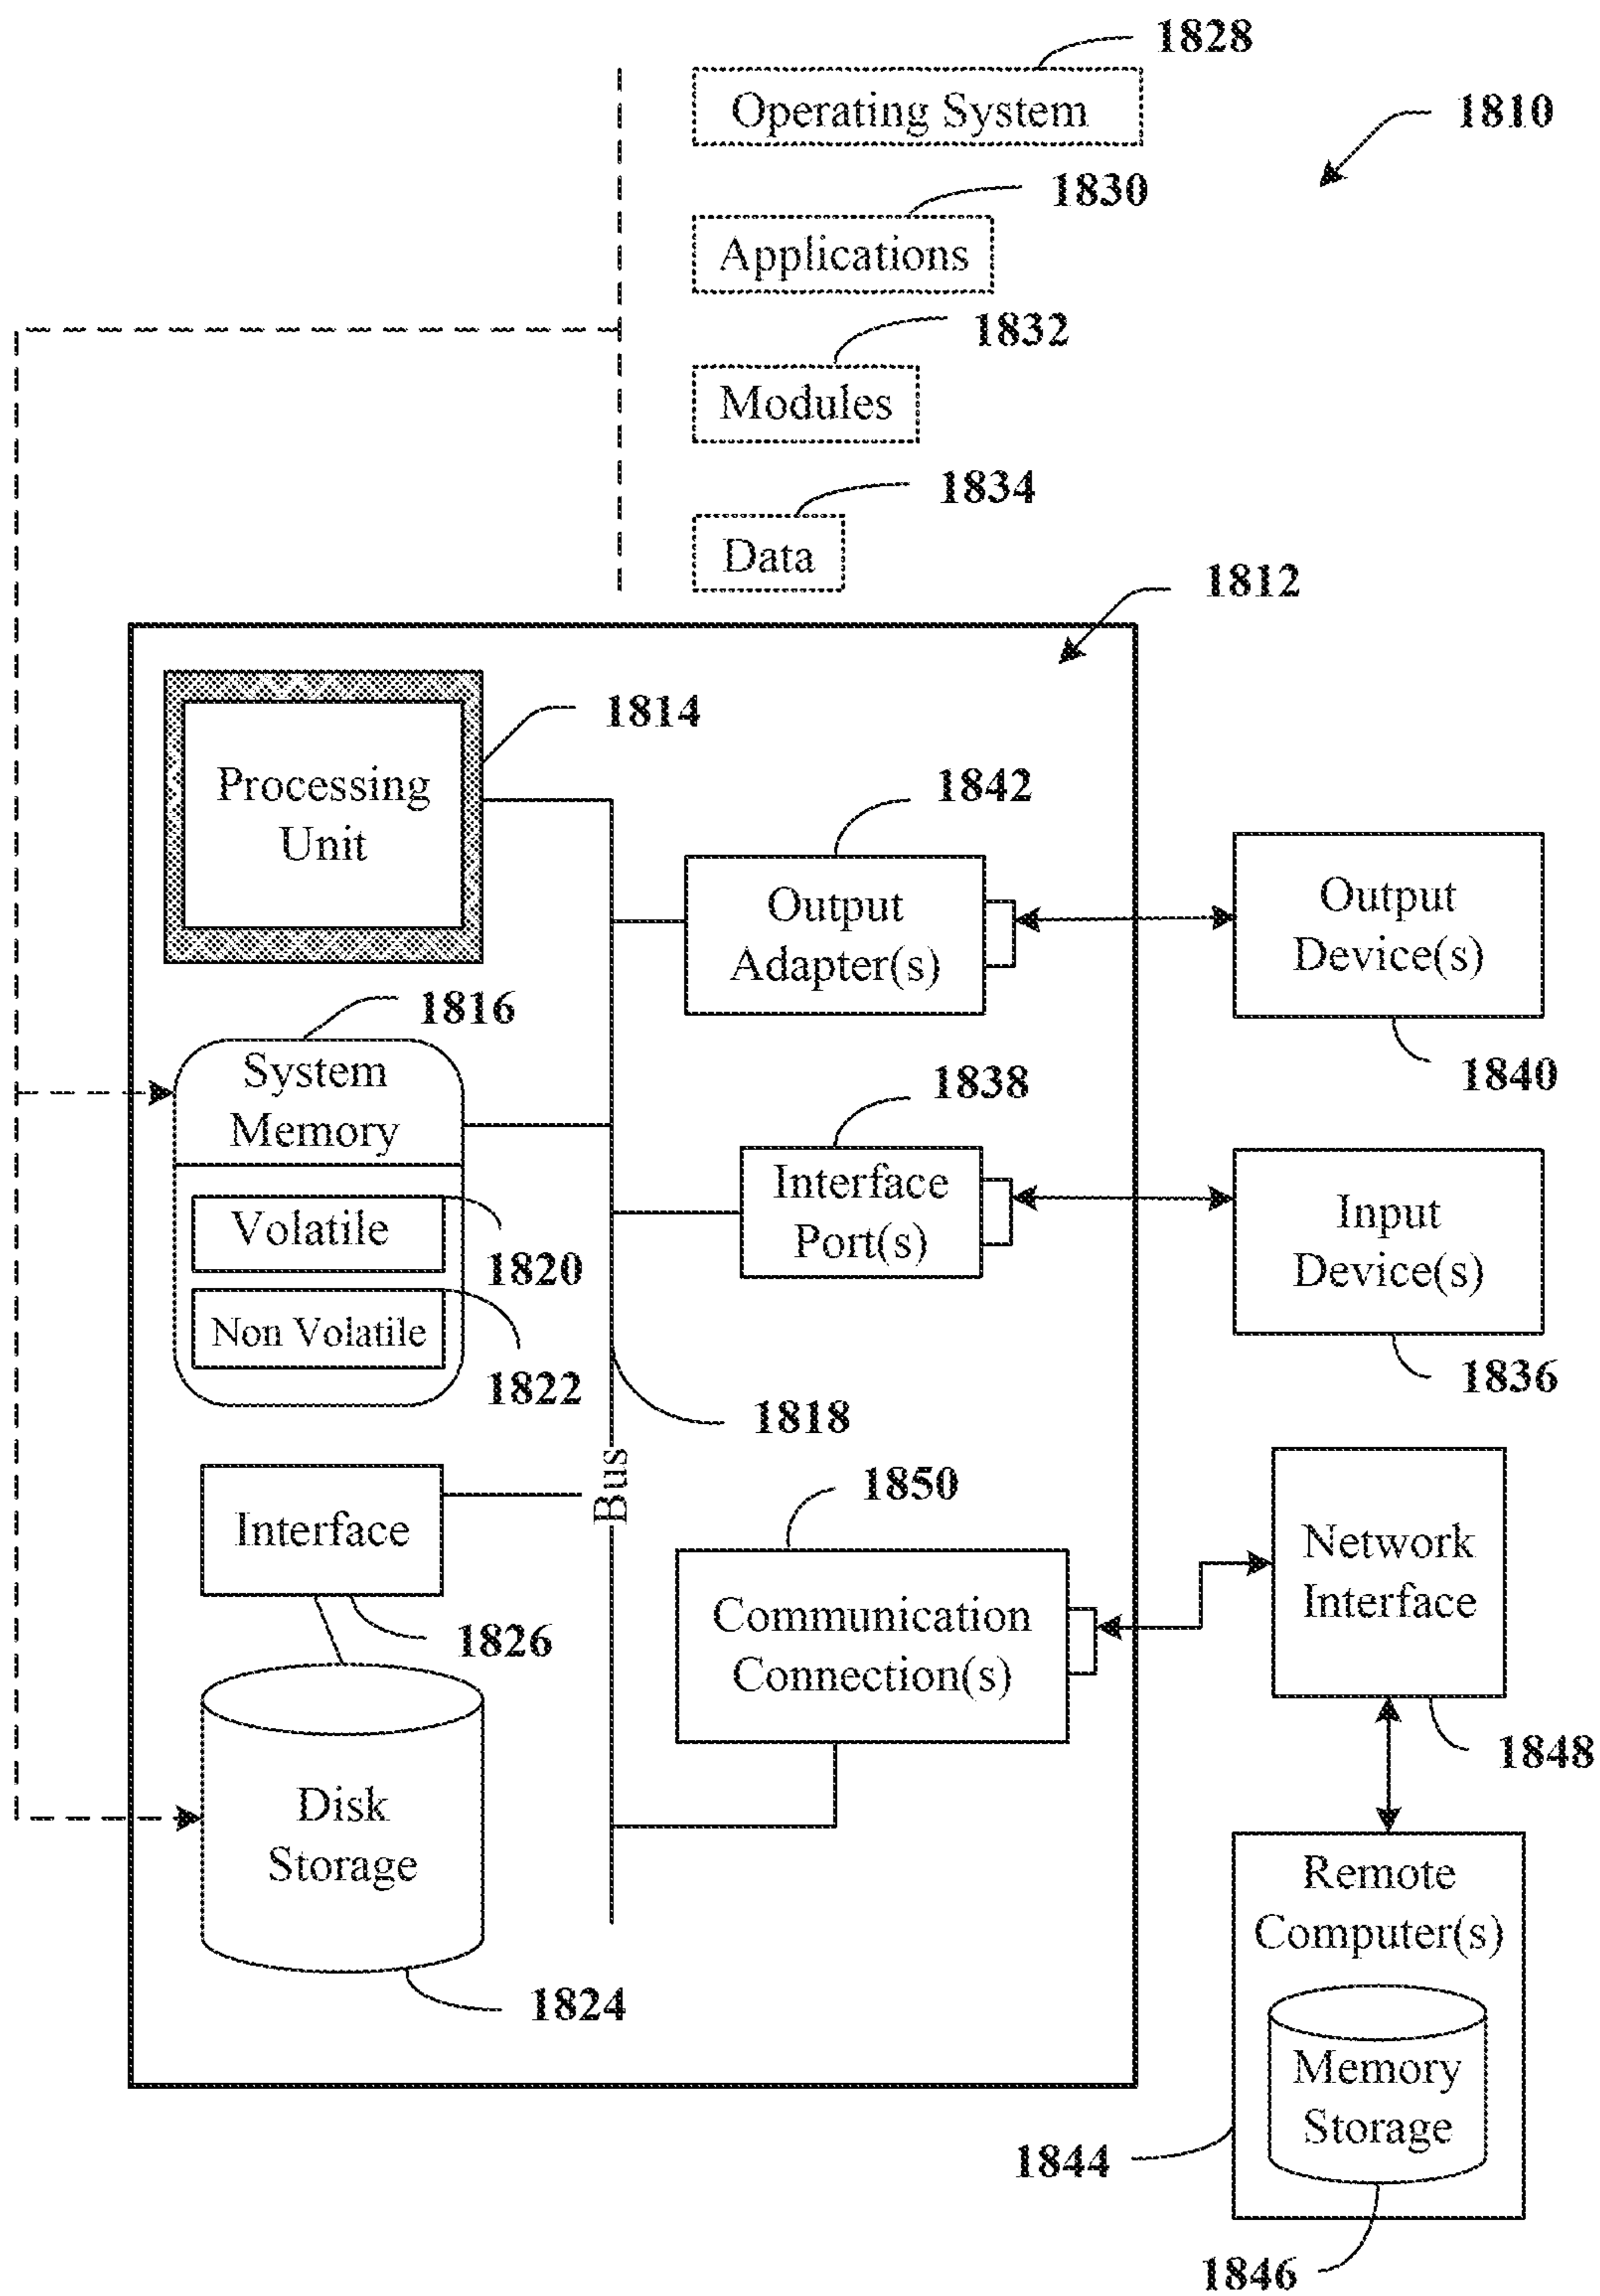 1828
Operating System
1810
1830
Applications
1832
Modules
1834
Data
1812
1814
Processing
Unit
1842
Output
Adapter(s)
Output
Device(s)
1840
1816
System
Memory
1838
Interface
Port(s)
Volatile
1820
Non Volatile
1822
Input
Device(s)
1836
1818
Bus
1850
Interface
1826
Communication
Connection(s)
Network
Interface
1848
Disk
Storage
1824
Remote
Computer(s)
Memory
Storage
1844
1846